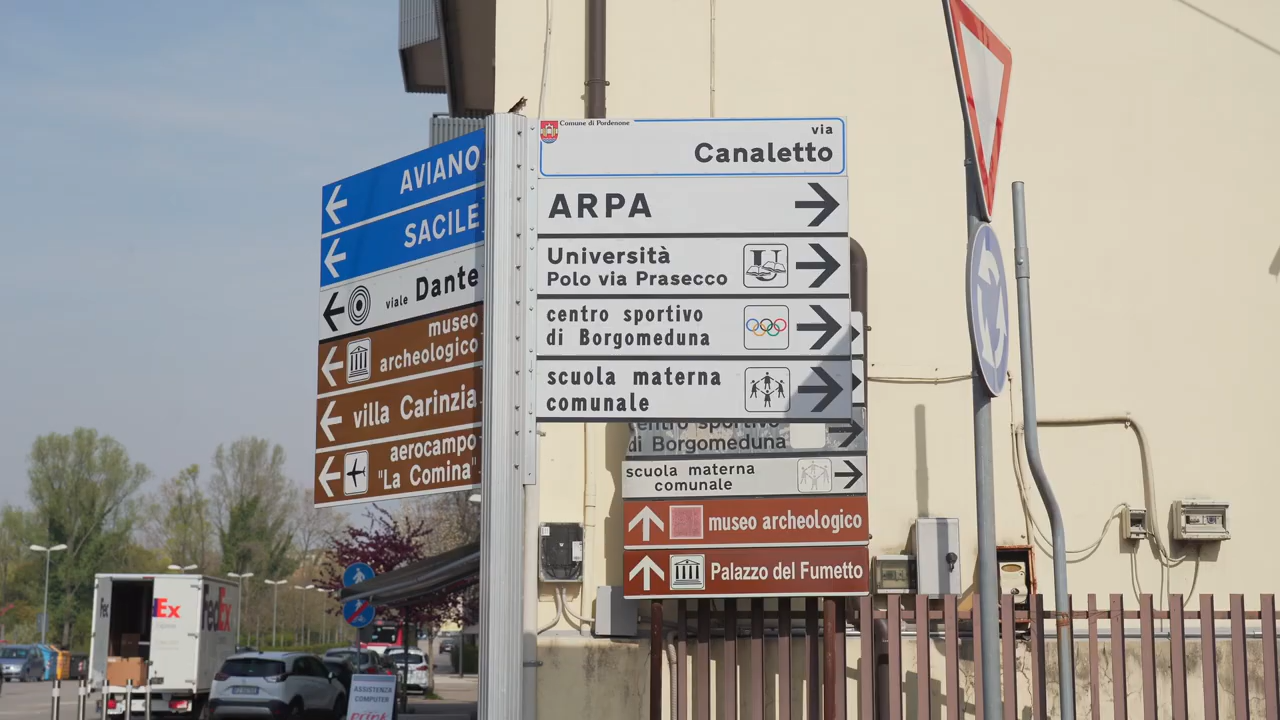 AVIANO
SACILE
viale Dante
museo
archeologico
villa Carinzia
aerocampo
"La Comina"
Comune di Pordenone
via
Canaletto
ARPA
Università
Polo via Prasecco
centro sportivo
di Borgomeduna
scuola materna
comunale
centro sportivo
di Borgomeduna
scuola materna
comunale
museo archeologico
Palazzo del Fumetto
FedEx
ASSISTENZA
COMPUTER